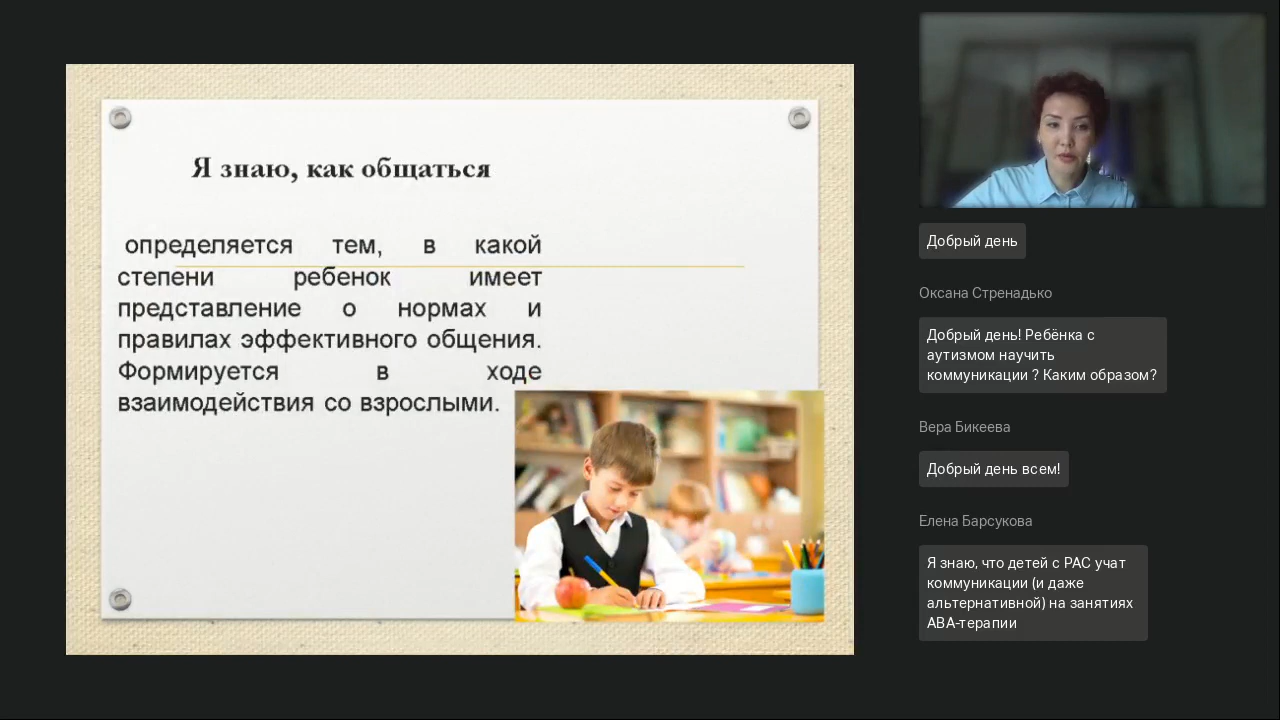 Я знаю, как общаться
определяется тем, в какой
степени ребенок имеет
представление о нормах и
правилах эффективного общения.
Формируется в ходе
взаимодействия со взрослыми.
Добрый день
Оксана Стренадько
Добрый день! Ребёнка с
аутизмом научить
коммуникации ? Каким образом?
Вера Бикеева
Добрый день всем!
Елена Барсукова
Я знаю, что детей с РАС учат
коммуникации (и даже
альтернативной) на занятиях
АВА-терапии